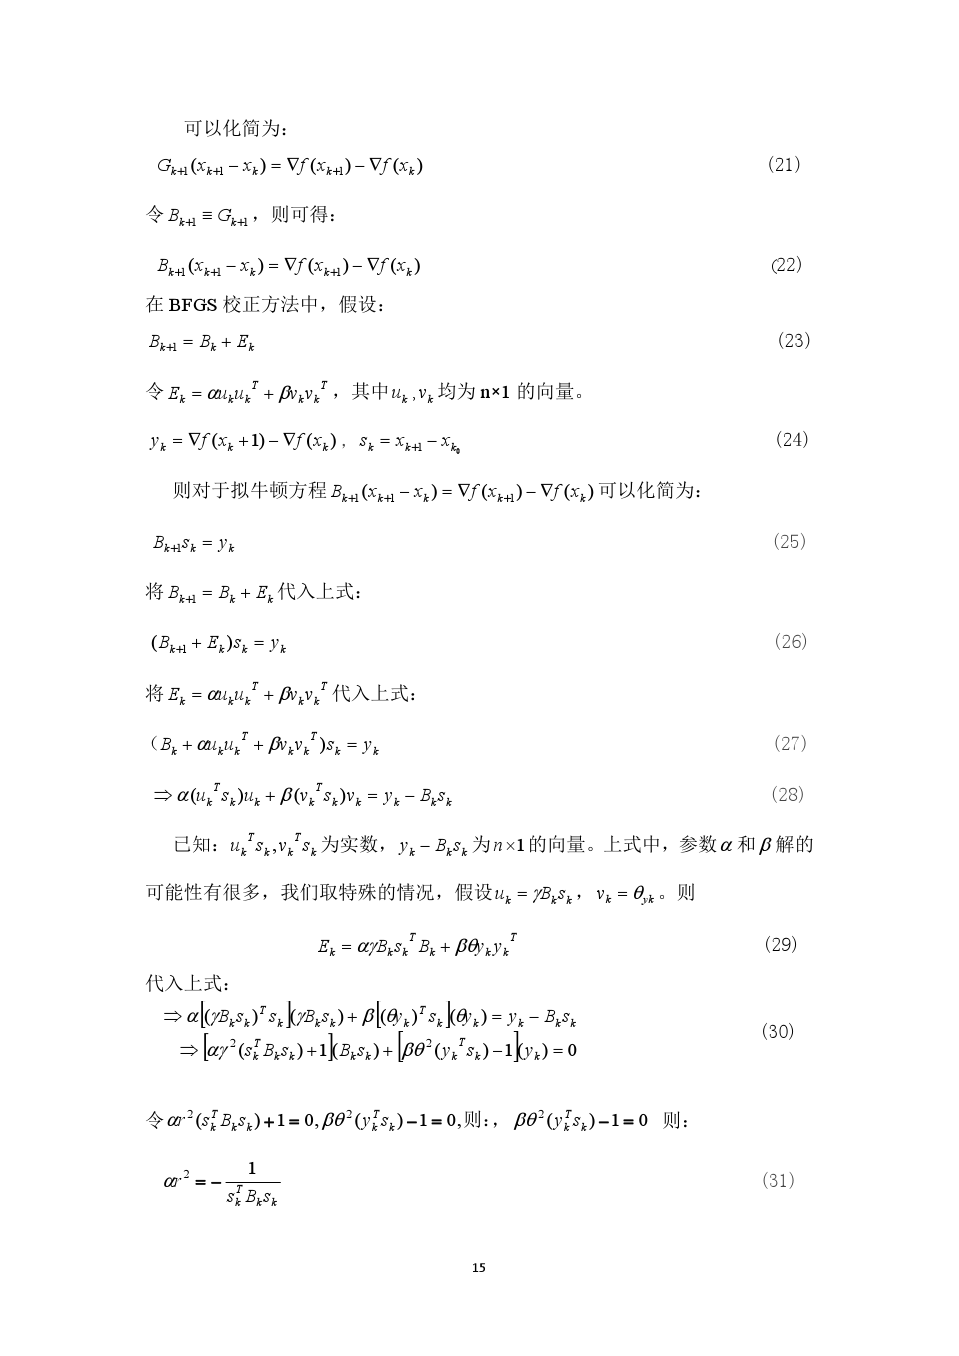 可以化简为：
G_{k+1}(x_{k+1} − x_k) = ∇f(x_{k+1}) − ∇f(x_k) （21）
令 B_{k+1} ≡ G_{k+1}，则可得：
B_{k+1}(x_{k+1} − x_k) = ∇f(x_{k+1}) − ∇f(x_k) （22）
在 BFGS 校正方法中，假设：
B_{k+1} = B_k + E_k （23）
令 E_k = αu_k u_k^T + βv_k v_k^T，其中 u_k , v_k 均为 n×1 的向量。
y_k = ∇f(x_k + 1) − ∇f(x_k)，s_k = x_{k+1} − x_{k_0} （24）
则对于拟牛顿方程 B_{k+1}(x_{k+1} − x_k) = ∇f(x_{k+1}) − ∇f(x_k) 可以化简为：
B_{k+1}s_k = y_k （25）
将 B_{k+1} = B_k + E_k 代入上式：
(B_{k+1} + E_k)s_k = y_k （26）
将 E_k = αu_k u_k^T + βv_k v_k^T 代入上式：
（B_k + αu_k u_k^T + βv_k v_k^T)s_k = y_k （27）
⇒ α(u_k^T s_k)u_k + β(v_k^T s_k)v_k = y_k − B_k s_k （28）
已知：u_k^T s_k, v_k^T s_k 为实数，y_k − B_k s_k 为 n×1 的向量。上式中，参数 α 和 β 解的
可能性有很多，我们取特殊的情况，假设 u_k = γB_k s_k，v_k = θ_{yk}。则
E_k = αγB_k s_k^T B_k + βθy_k y_k^T （29）
代入上式：
⇒ α[(γB_k s_k)^T s_k](γB_k s_k) + β[(θy_k)^T s_k](θy_k) = y_k − B_k s_k
⇒ [αγ^2(s_k^T B_k s_k) + 1](B_k s_k) + [βθ^2(y_k^T s_k) − 1](y_k) = 0 （30）
令 αr^2(s_k^T B_k s_k) + 1 = 0, βθ^2(y_k^T s_k) − 1 = 0, 则：，βθ^2(y_k^T s_k) − 1 = 0 则：
αr^2 = − \frac{1}{s_k^T B_k s_k} （31）
15